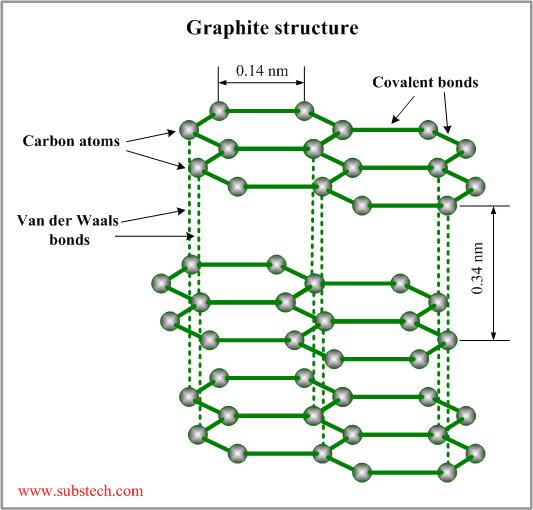 Graphite structure
0.14 nm
Covalent bonds
Carbon atoms
Van der Waals
bonds
0.34 nm
www.substech.com